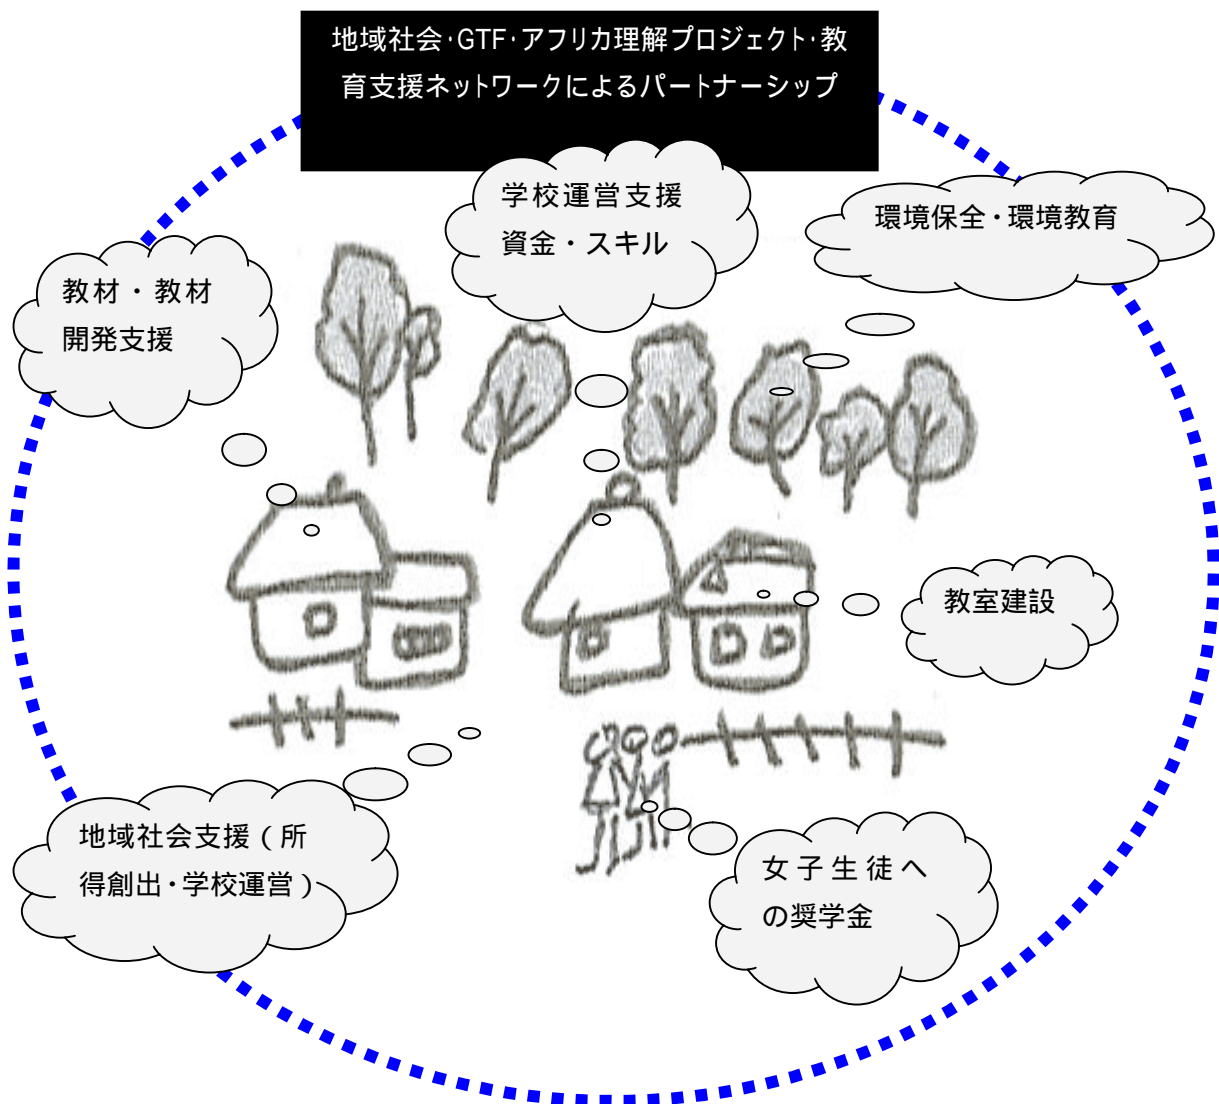 地域社会･GTF･アフリカ理解プロジェクト･教
育支援ネットワークによるパートナーシップ
学校運営支援
資金・スキル
環境保全・環境教育
教材・教材
開発支援
教室建設
地域社会支援（所
得創出・学校運営）
女子生徒へ
の奨学金